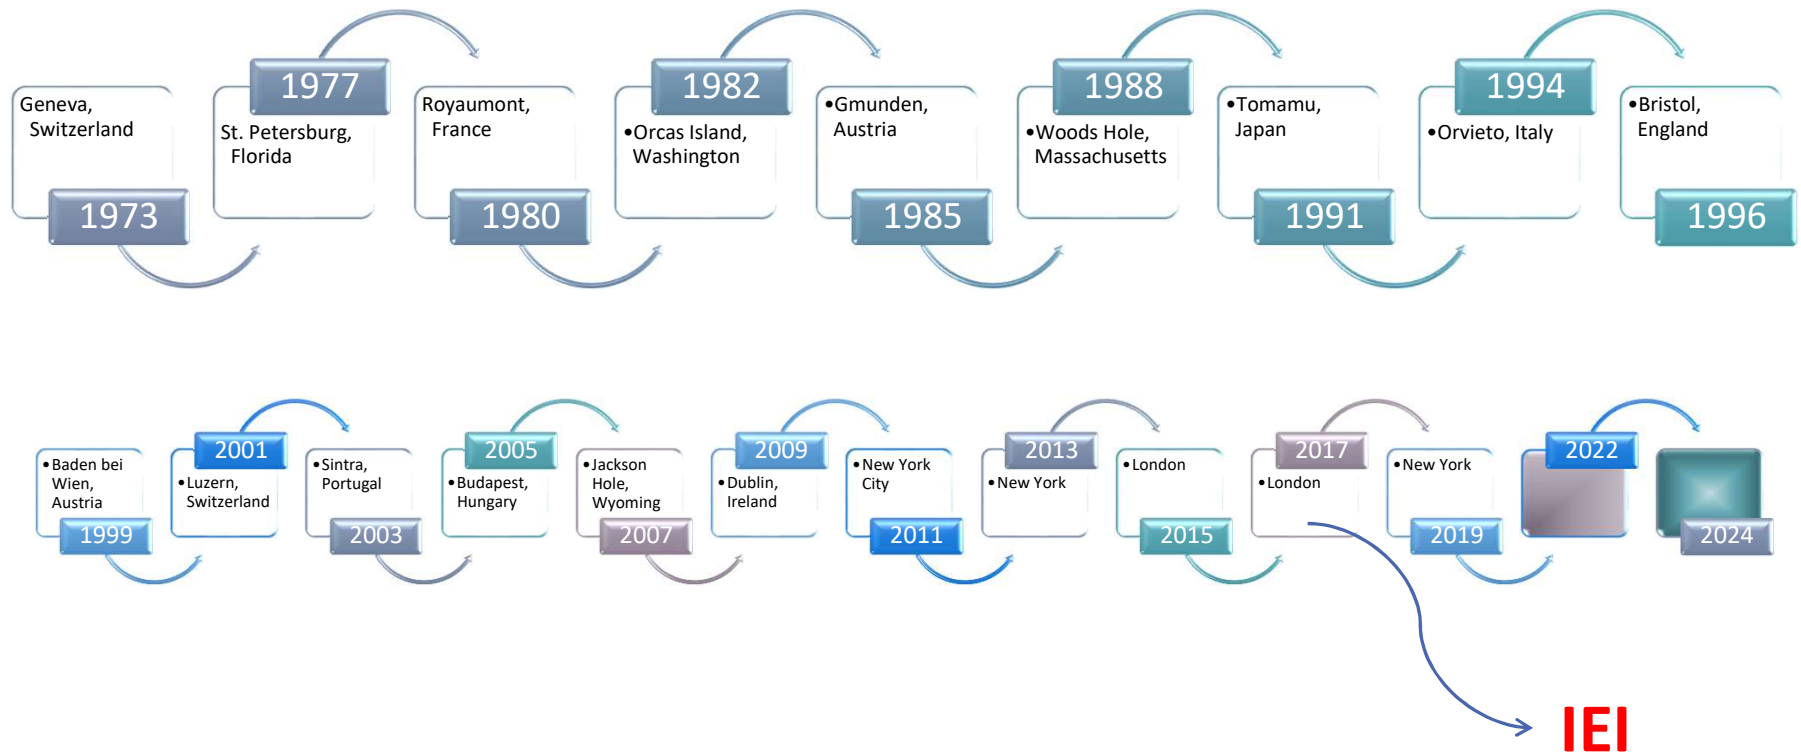 Geneva,
Switzerland
1973
1977
St. Petersburg,
Florida
Royaumont,
France
1980
1982
•Orcas Island,
Washington
•Gmunden,
Austria
1985
1988
•Woods Hole,
Massachusetts
•Tomamu,
Japan
1991
1994
•Orvieto, Italy
•Bristol,
England
1996
•Baden bei
Wien,
Austria
1999
2001
•Luzern,
Switzerland
•Sintra,
Portugal
2003
2005
•Budapest,
Hungary
•Jackson
Hole,
Wyoming
2007
2009
•Dublin,
Ireland
•New York
City
2011
2013
•New York
•London
2015
2017
•London
•New York
2019
2022
2024
IEI